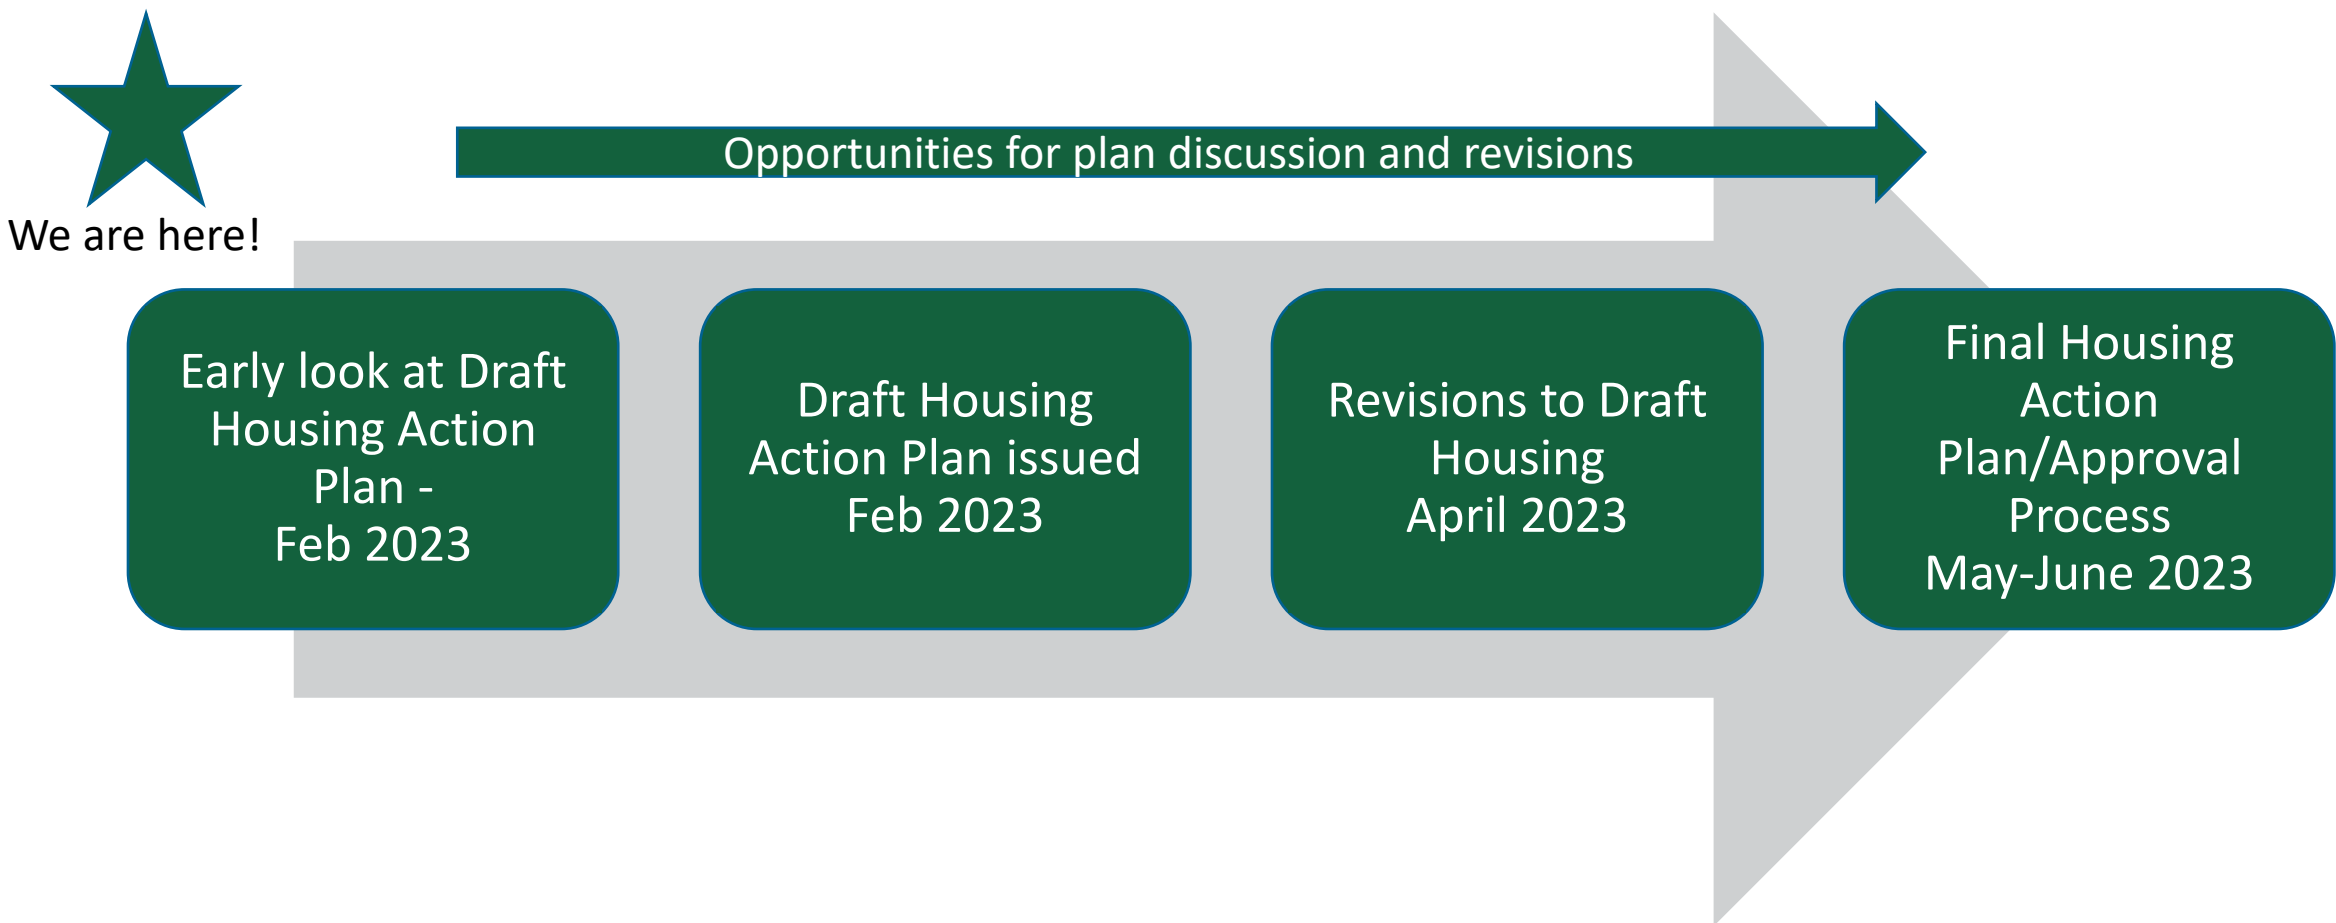 Opportunities for plan discussion and revisions
We are here!
Early look at Draft
Housing Action
Plan -
Feb 2023
Draft Housing
Action Plan issued
Feb 2023
Revisions to Draft
Housing
April 2023
Final Housing
Action
Plan/Approval
Process
May-June 2023